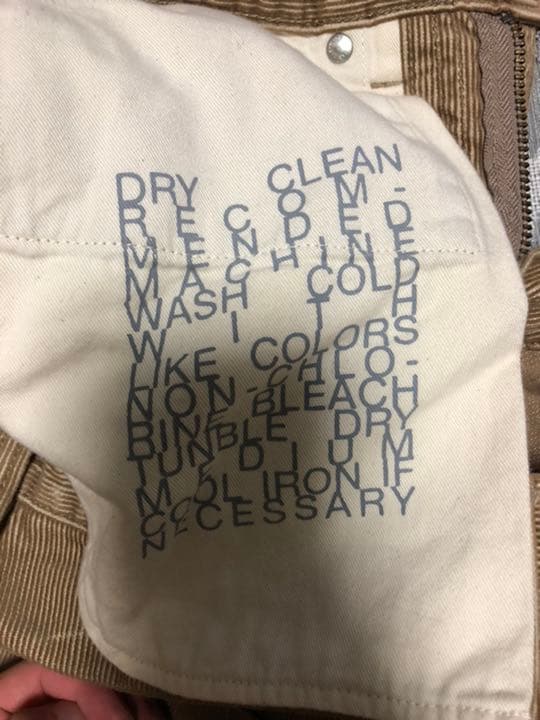 DRY CLEAN
RECOM-
MENDED
MACHINE
WASH COLD
WITH
LIKE COLORS
NON-CHLO-
RINE BLEACH
TUMBLE DRY
MEDIUM
COOL IRON IF
NECESSARY